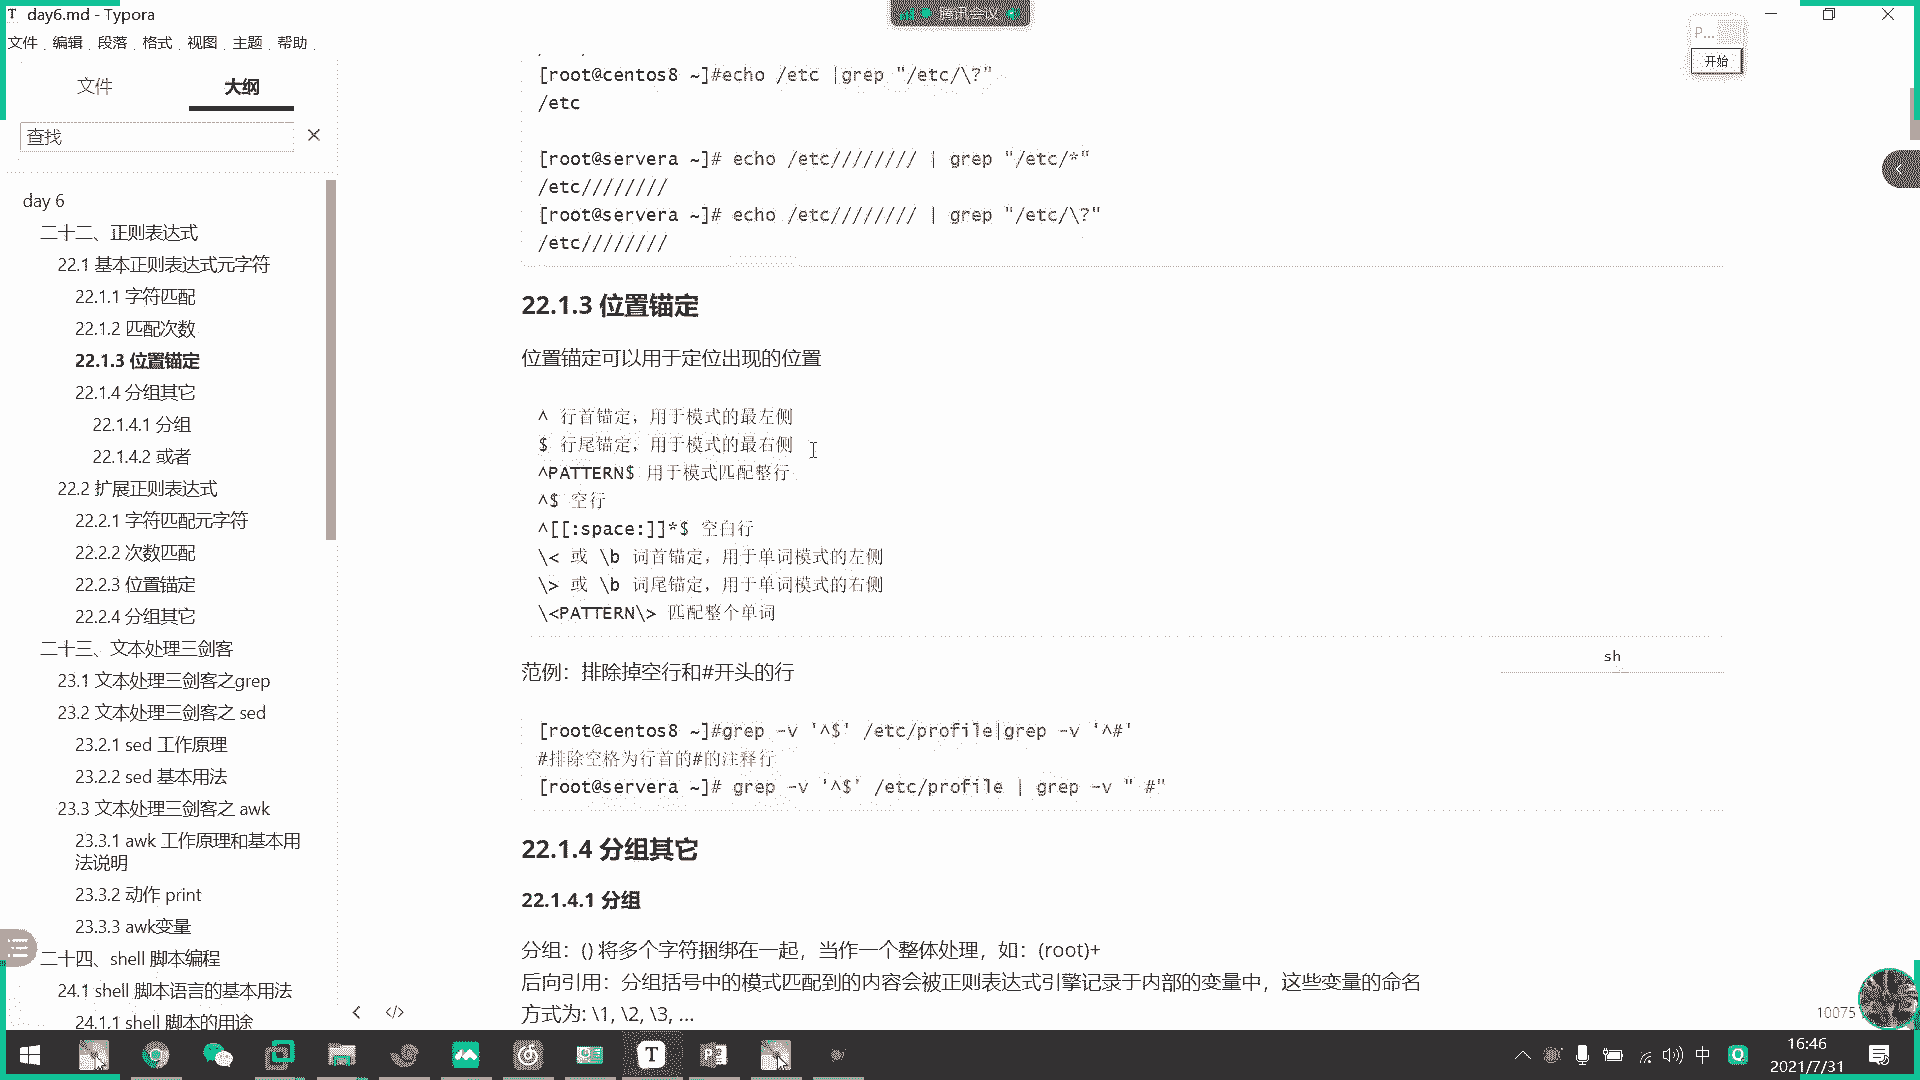 day6.md - Typora
腾讯会议
文件 编辑 段落 格式 视图 主题 帮助
P...
开始
文件
大纲
查找
day 6
二十二、正则表达式
22.1 基本正则表达式元字符
22.1.1 字符匹配
22.1.2 匹配次数
22.1.3 位置锚定
22.1.4 分组其它
22.1.4.1 分组
22.1.4.2 或者
22.2 扩展正则表达式
22.2.1 字符匹配元字符
22.2.2 次数匹配
22.2.3 位置锚定
22.2.4 分组其它
二十三、文本处理三剑客
23.1 文本处理三剑客之grep
23.2 文本处理三剑客之 sed
23.2.1 sed 工作原理
23.2.2 sed 基本用法
23.3 文本处理三剑客之 awk
23.3.1 awk 工作原理和基本用
法说明
23.3.2 动作 print
23.3.3 awk变量
二十四、shell 脚本编程
24.1 shell 脚本语言的基本用法
24.1.1 shell 脚本的用途
[root@centos8 ~]#echo /etc |grep "/etc/\?"
/etc
[root@servera ~]# echo /etc//////// | grep "/etc/*"
/etc////////
[root@servera ~]# echo /etc//////// | grep "/etc/\?"
/etc////////
22.1.3 位置锚定
位置锚定可以用于定位出现的位置
^ 行首锚定，用于模式的最左侧
$ 行尾锚定，用于模式的最右侧
^PATTERN$ 用于模式匹配整行
^$ 空行
^[[:space:]]*$ 空白行
\< 或 \b 词首锚定，用于单词模式的左侧
\> 或 \b 词尾锚定，用于单词模式的右侧
\<PATTERN\> 匹配整个单词
sh
范例：排除掉空行和#开头的行
[root@centos8 ~]#grep -v '^$' /etc/profile|grep -v '^#'
#排除空格为行首的#的注释行
[root@servera ~]# grep -v '^$' /etc/profile | grep -v " #"
22.1.4 分组其它
22.1.4.1 分组
分组：() 将多个字符捆绑在一起，当作一个整体处理，如：(root)+
后向引用：分组括号中的模式匹配到的内容会被正则表达式引擎记录于内部的变量中，这些变量的命名
方式为: \1, \2, \3, ...
10075
中
16:46
2021/7/31